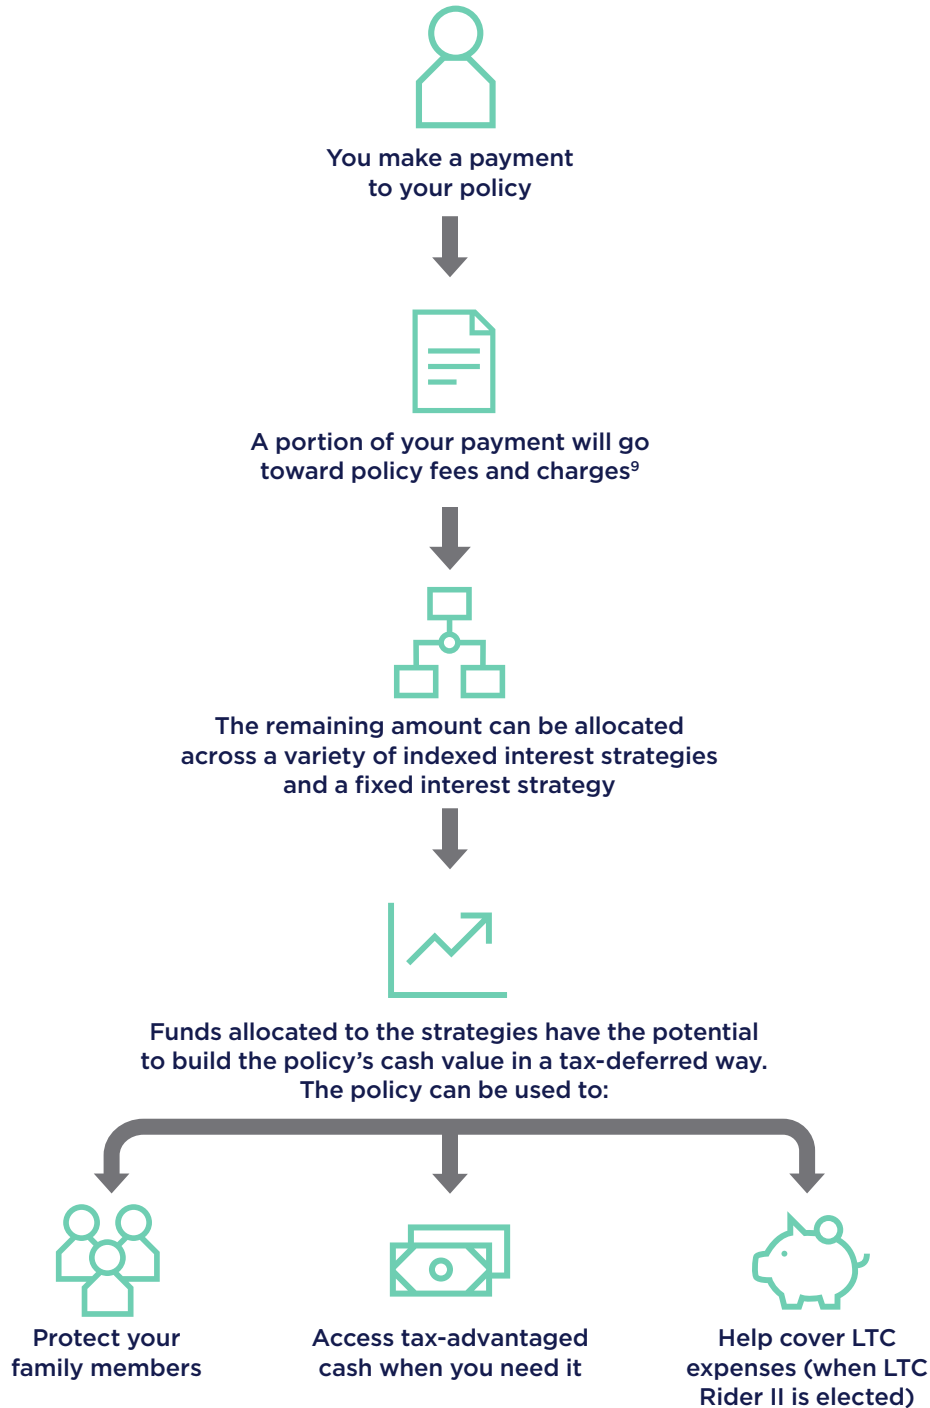 You make a payment
to your policy
A portion of your payment will go
toward policy fees and charges⁹
The remaining amount can be allocated
across a variety of indexed interest strategies
and a fixed interest strategy
Funds allocated to the strategies have the potential
to build the policy’s cash value in a tax-deferred way.
The policy can be used to:
Protect your
family members
Access tax-advantaged
cash when you need it
Help cover LTC
expenses (when LTC
Rider II is elected)